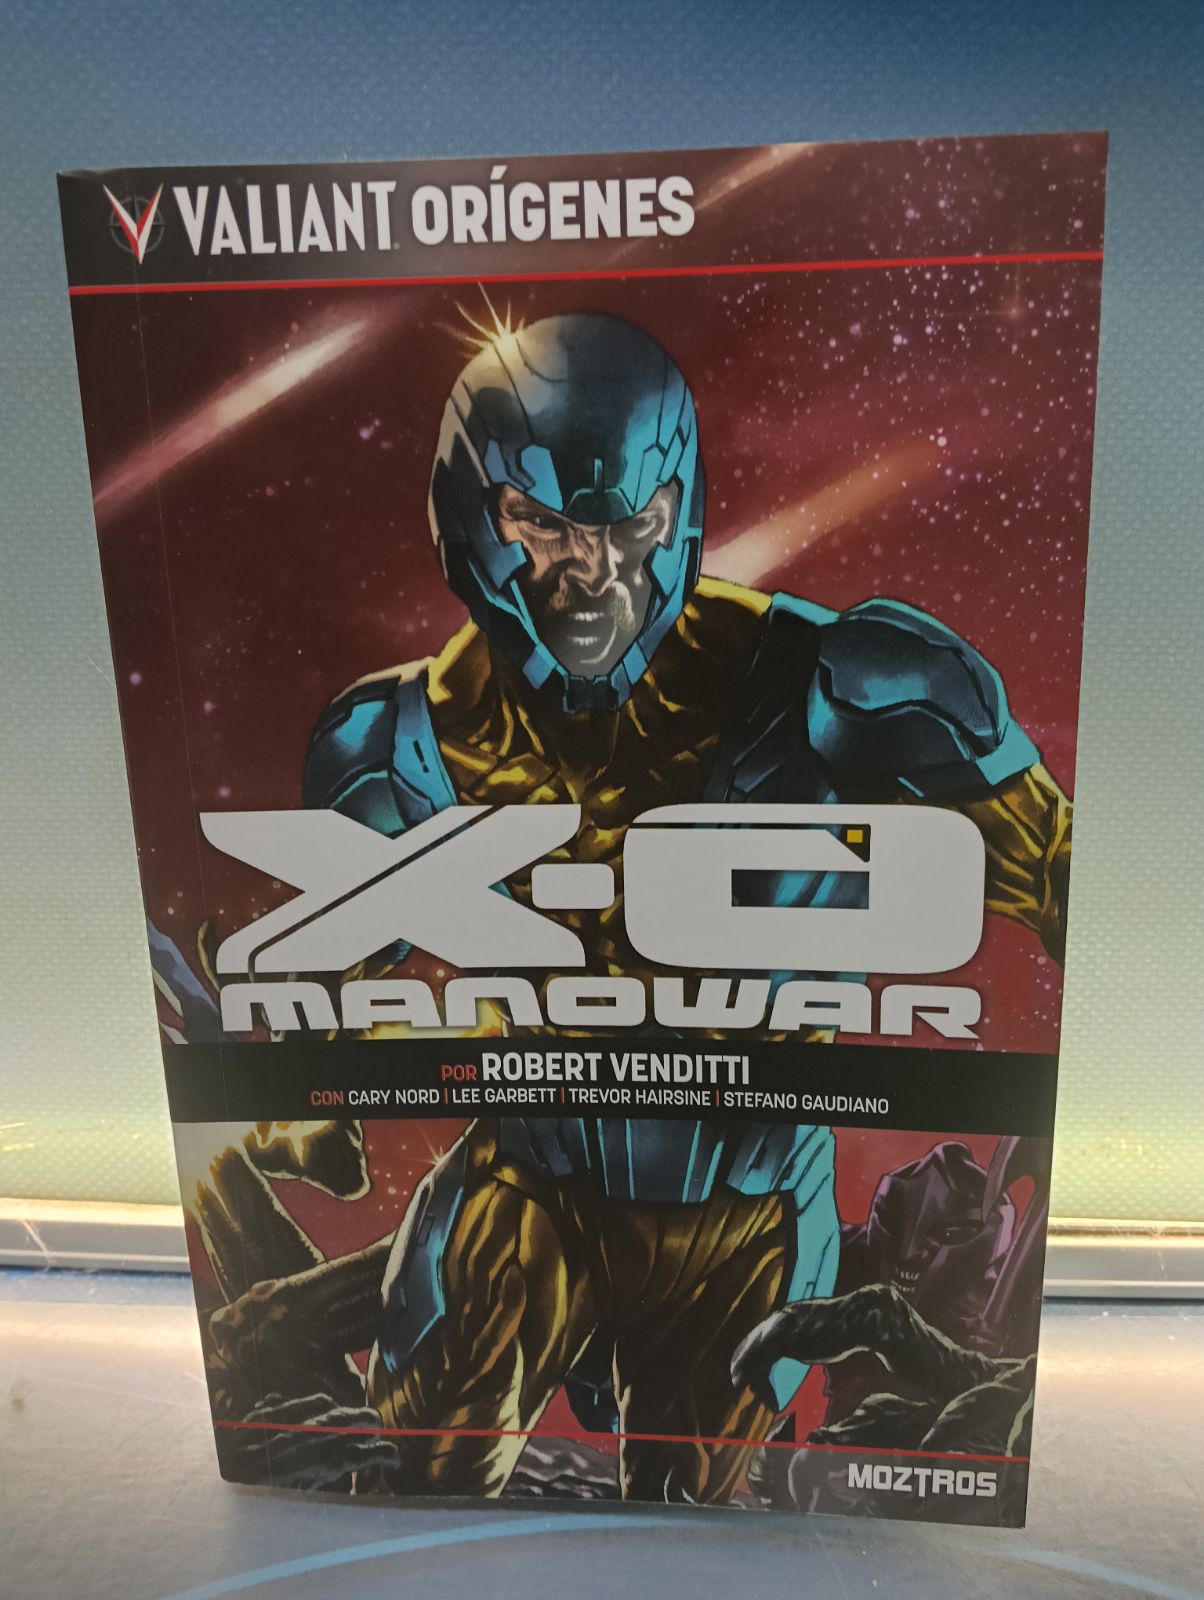 VALIANT ORÍGENES
X-O
MANOWAR
POR ROBERT VENDITTI
CON CARY NORD | LEE GARBETT | TREVOR HAIRSINE | STEFANO GAUDIANO
MOZTROS